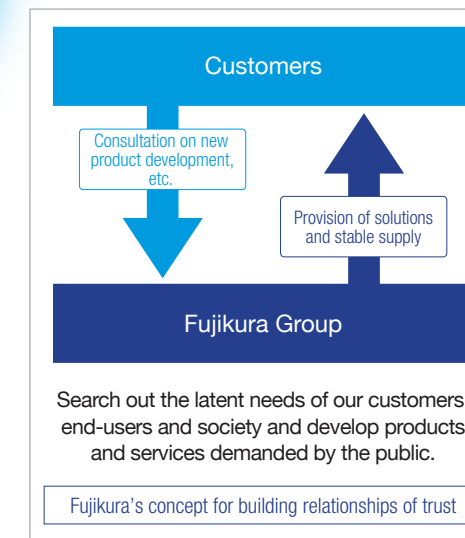 Customers
Consultation on new
product development,
etc.
Provision of solutions
and stable supply
Fujikura Group
Search out the latent needs of our customers
end-users and society and develop products
and services demanded by the public.
Fujikura's concept for building relationships of trust